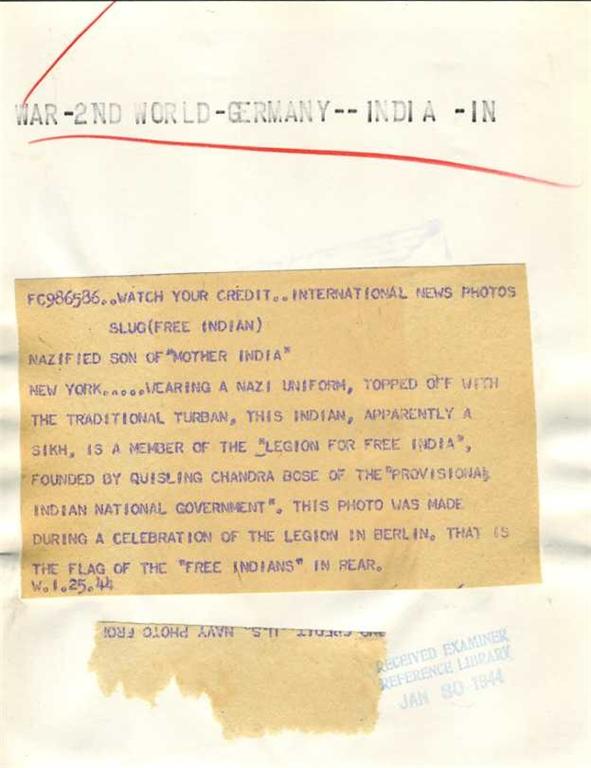 WAR-2ND WORLD-GERMANY--INDIA -IN
FC986586..WATCH YOUR CREDIT..INTERNATIONAL NEWS PHOTOS
SLUG(FREE INDIAN)
NAZIFIED SON OF"MOTHER INDIA"
NEW YORK......WEARING A NAZI UNIFORM, TOPPED OFF WITH
THE TRADITIONAL TURBAN, THIS INDIAN, APPARENTLY A
SIKH, IS A MEMBER OF THE "LEGION FOR FREE INDIA",
FOUNDED BY QUISLING CHANDRA BOSE OF THE"PROVISIONAL
INDIAN NATIONAL GOVERNMENT". THIS PHOTO WAS MADE
DURING A CELEBRATION OF THE LEGION IN BERLIN. THAT IS
THE FLAG OF THE "FREE INDIANS" IN REAR.
W.1.25.44
CREDIT U.S. NAVY PHOTO FROM
RECEIVED EXAMINER
REFERENCE LIBRARY
JAN 30 1944